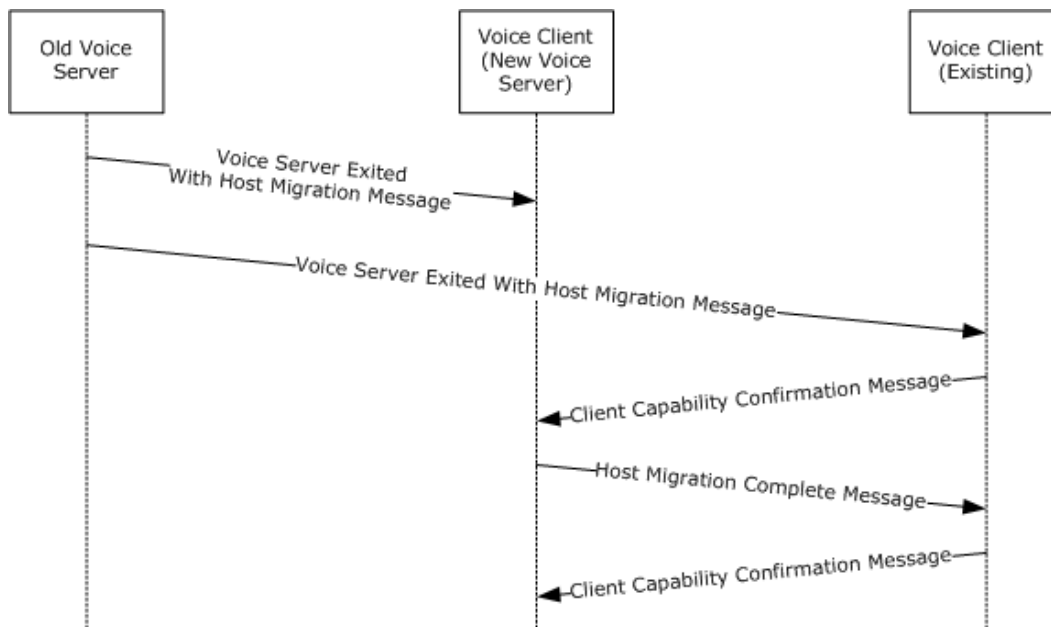 Old Voice
Server
Voice Client
(New Voice
Server)
Voice Client
(Existing)
Voice Server Exited
With Host Migration Message
Voice Server Exited With Host Migration Message
Client Capability Confirmation Message
Host Migration Complete Message
Client Capability Confirmation Message